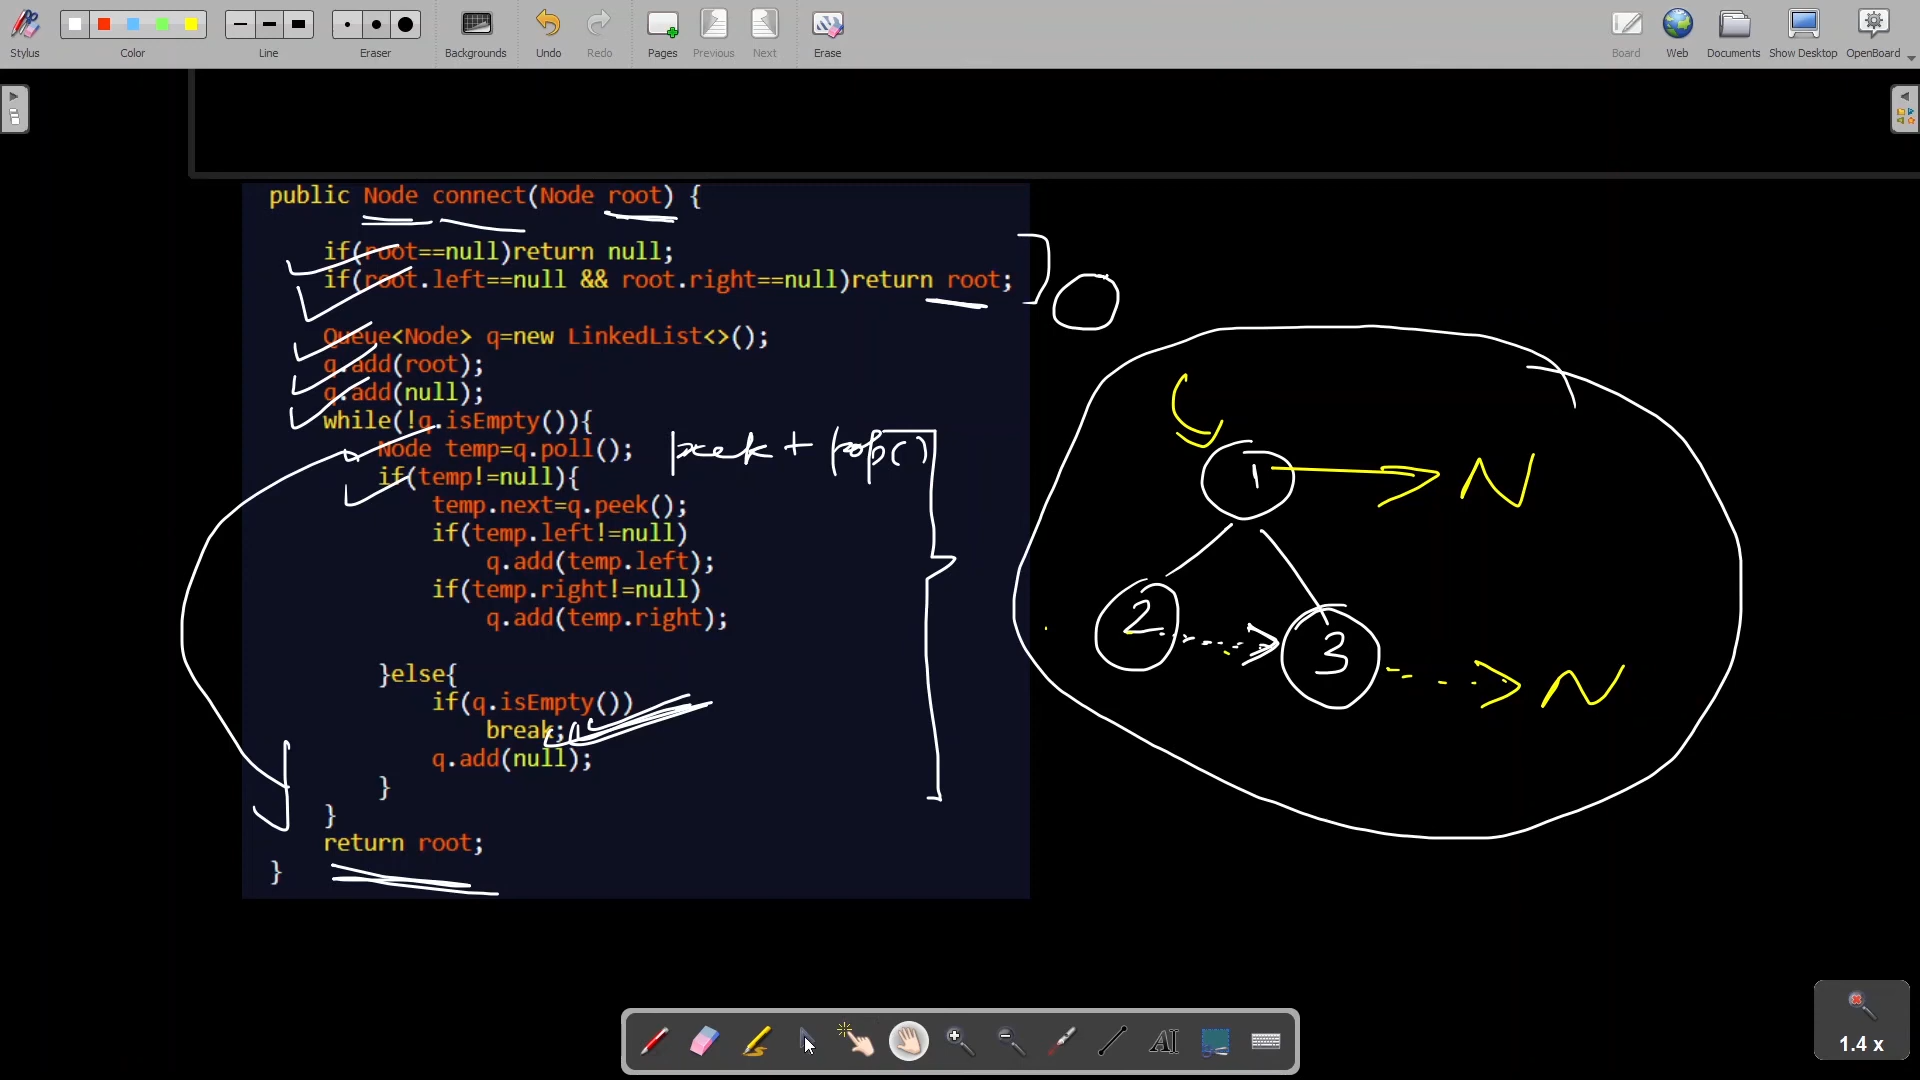 Stylus
Color
Line
Eraser
Backgrounds
Undo
Redo
Pages
Previous
Next
Erase
Board
Web
Documents
Show Desktop
OpenBoard
public Node connect(Node root) {
if(root==null)return null;
if(root.left==null && root.right==null)return root;
Queue<Node> q=new LinkedList<>();
q.add(root);
q.add(null);
while(!q.isEmpty()){
Node temp=q.poll(); peek + pop()
if(temp!=null){
temp.next=q.peek();
if(temp.left!=null)
q.add(temp.left);
if(temp.right!=null)
q.add(temp.right);
}else{
if(q.isEmpty())
break;
q.add(null);
}
}
return root;
}
1 N
2 3 N
AI
1.4 x